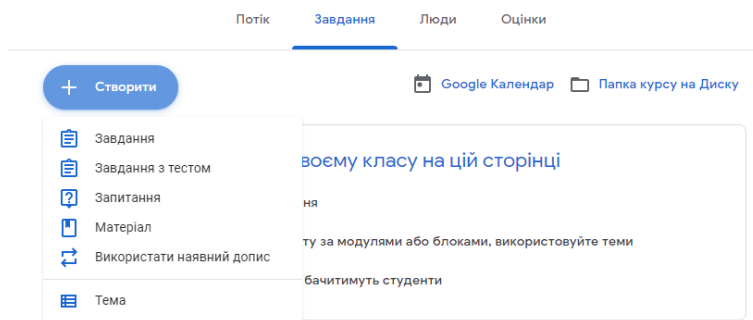 Потік Завдання Люди Оцінки
Створити Google Календар Папка курсу на Диску
Завдання
Завдання з тестом
воєму класу на цій сторінці
Запитання
ня
Матеріал
ту за модулями або блоками, використовуйте теми
Використати наявний допис
бачитимуть студенти
Тема